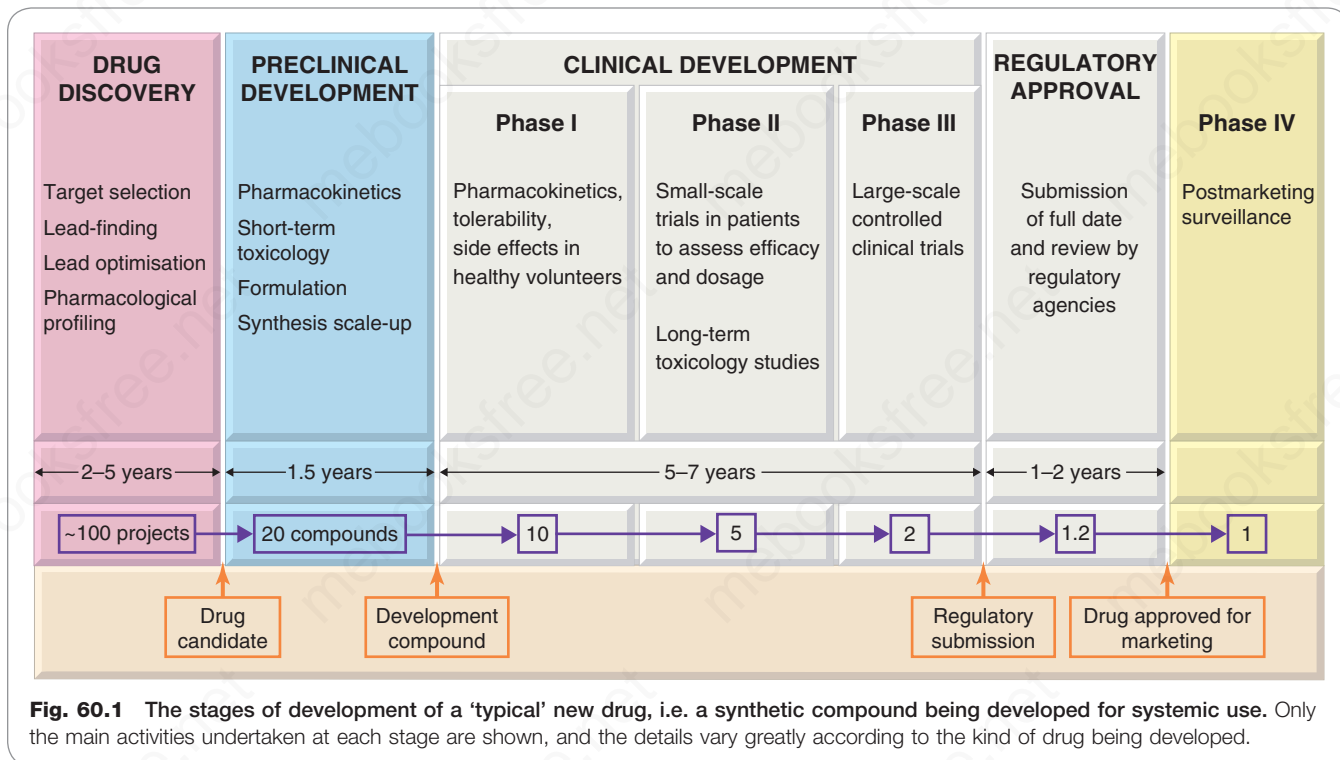 DRUG
DISCOVERY
Target selection
Lead-finding
Lead optimisation
Pharmacological
profiling
PRECLINICAL
DEVELOPMENT
Pharmacokinetics
Short-term
toxicology
Formulation
Synthesis scale-up
CLINICAL DEVELOPMENT
Phase I
Pharmacokinetics,
tolerability,
side effects in
healthy volunteers
Phase II
Small-scale
trials in patients
to assess efficacy
and dosage
Long-term
toxicology studies
Phase III
Large-scale
controlled
clinical trials
REGULATORY
APPROVAL
Submission
of full date
and review by
regulatory
agencies
Phase IV
Postmarketing
surveillance
2–5 years
1.5 years
5–7 years
1–2 years
~100 projects
20 compounds
10
5
2
1.2
1
Drug
candidate
Development
compound
Regulatory
submission
Drug approved for
marketing
Fig. 60.1 The stages of development of a ‘typical’ new drug, i.e. a synthetic compound being developed for systemic use. Only
the main activities undertaken at each stage are shown, and the details vary greatly according to the kind of drug being developed.
mebooksfree.net